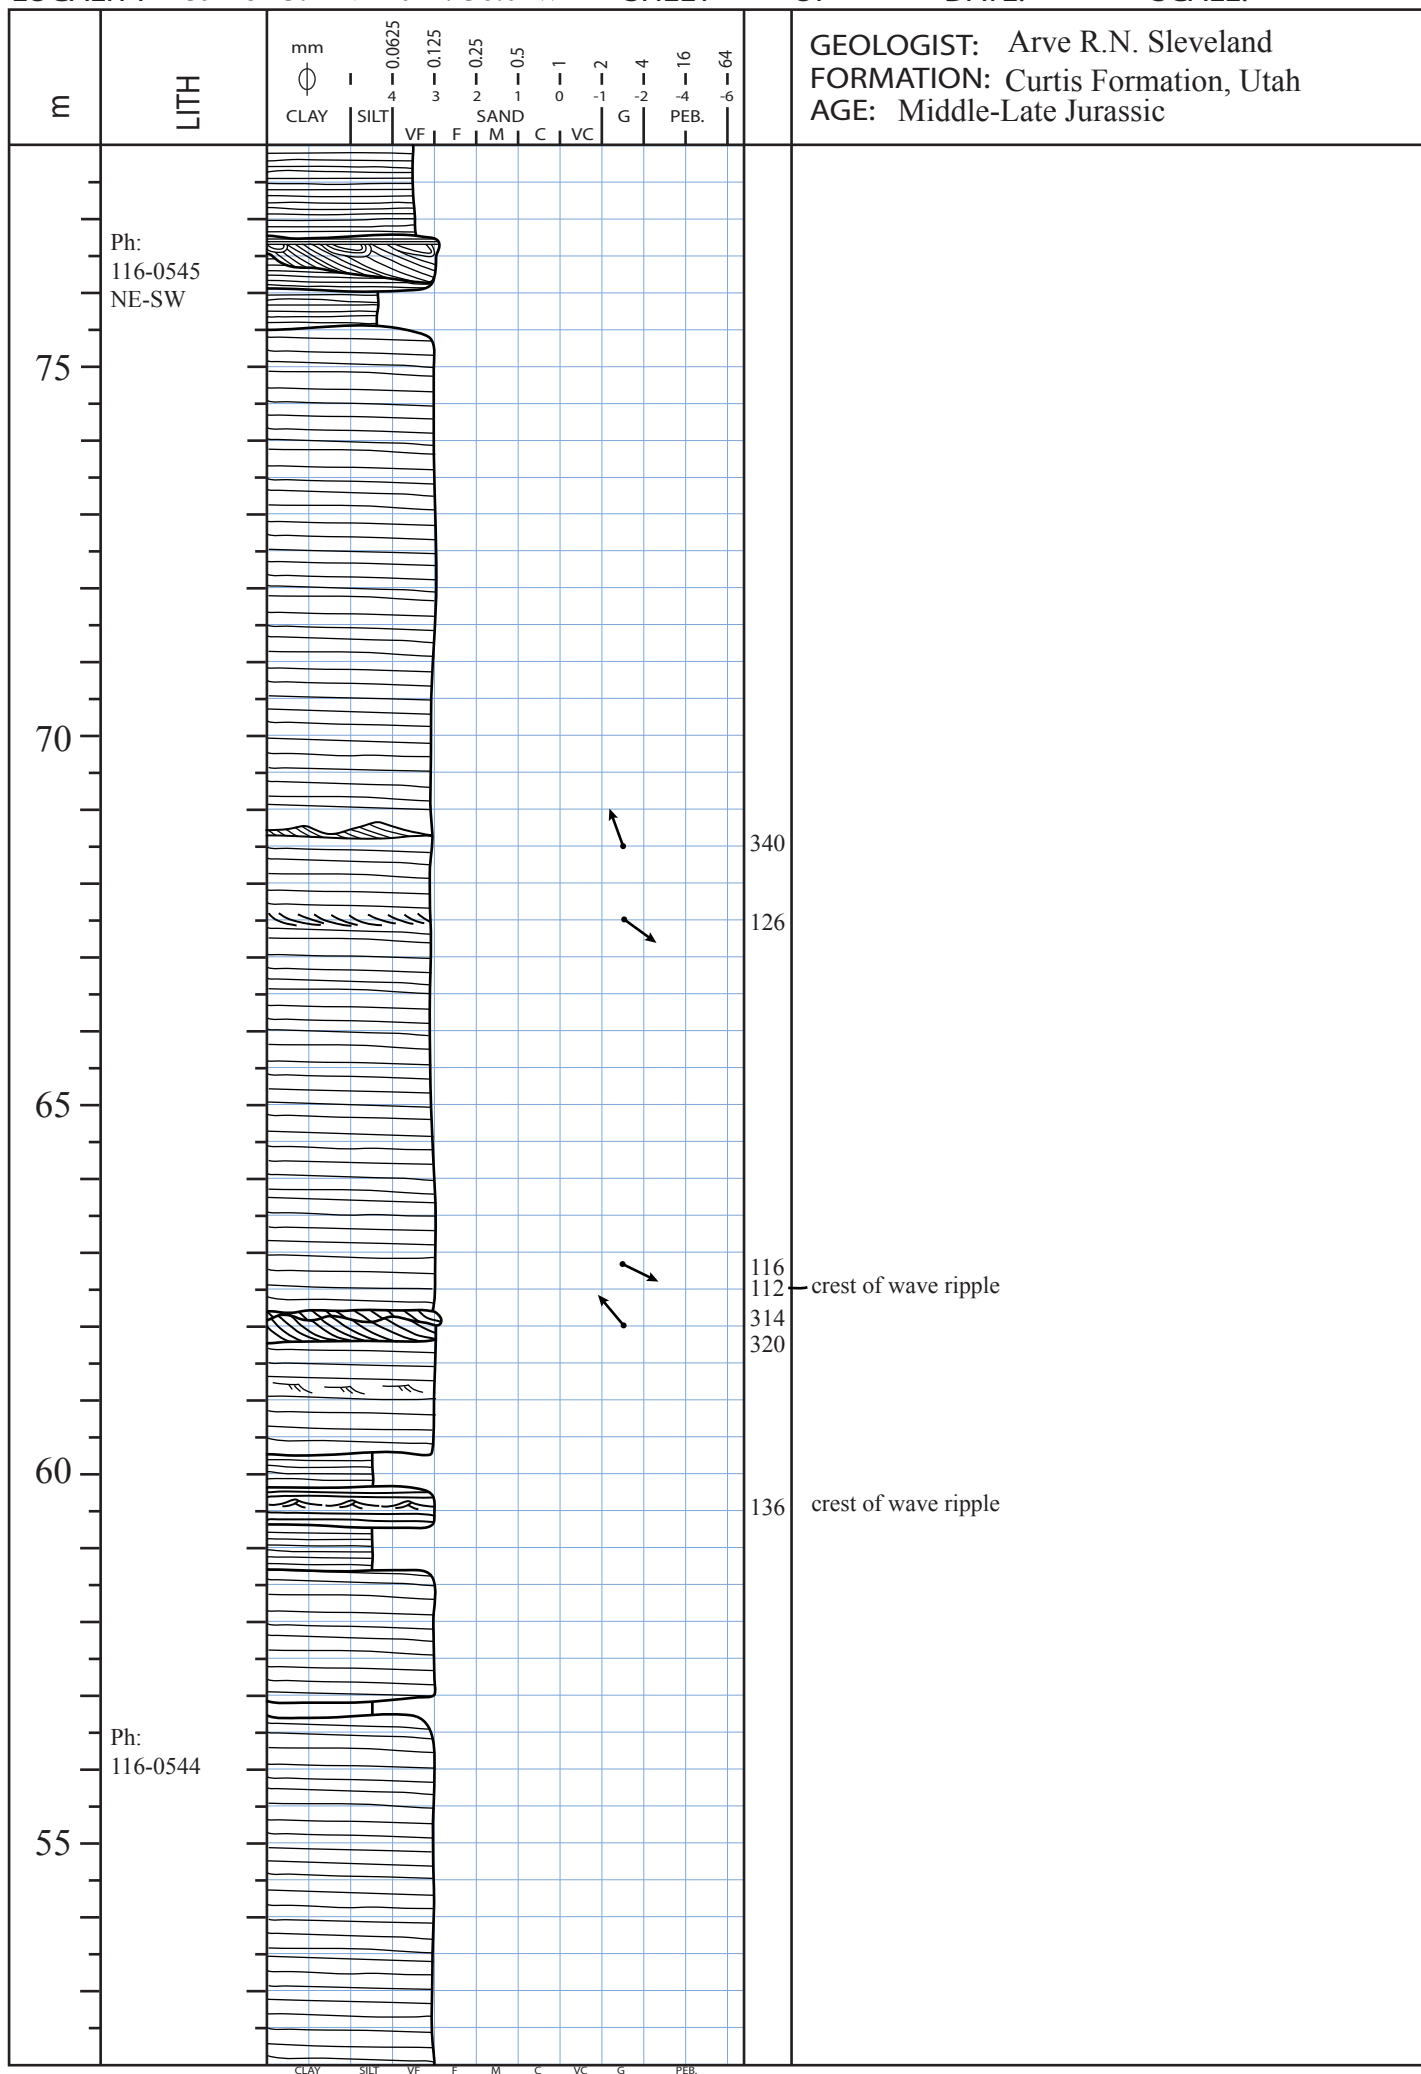 GEOLOGIST: Arve R.N. Sleveland
FORMATION: Curtis Formation, Utah
AGE: Middle-Late Jurassic
m
LITH
mm
0.0625 0.125 0.25 0.5 1 2 4 16 64
4 3 2 1 0 -1 -2 -4 -6
CLAY SILT SAND G PEB.
VF F M C VC
Ph:
116-0545
NE-SW
75
70
340
126
65
116
112 crest of wave ripple
314
320
60
136 crest of wave ripple
Ph:
116-0544
55
CLAY SILT VF F M C VC G PEB.